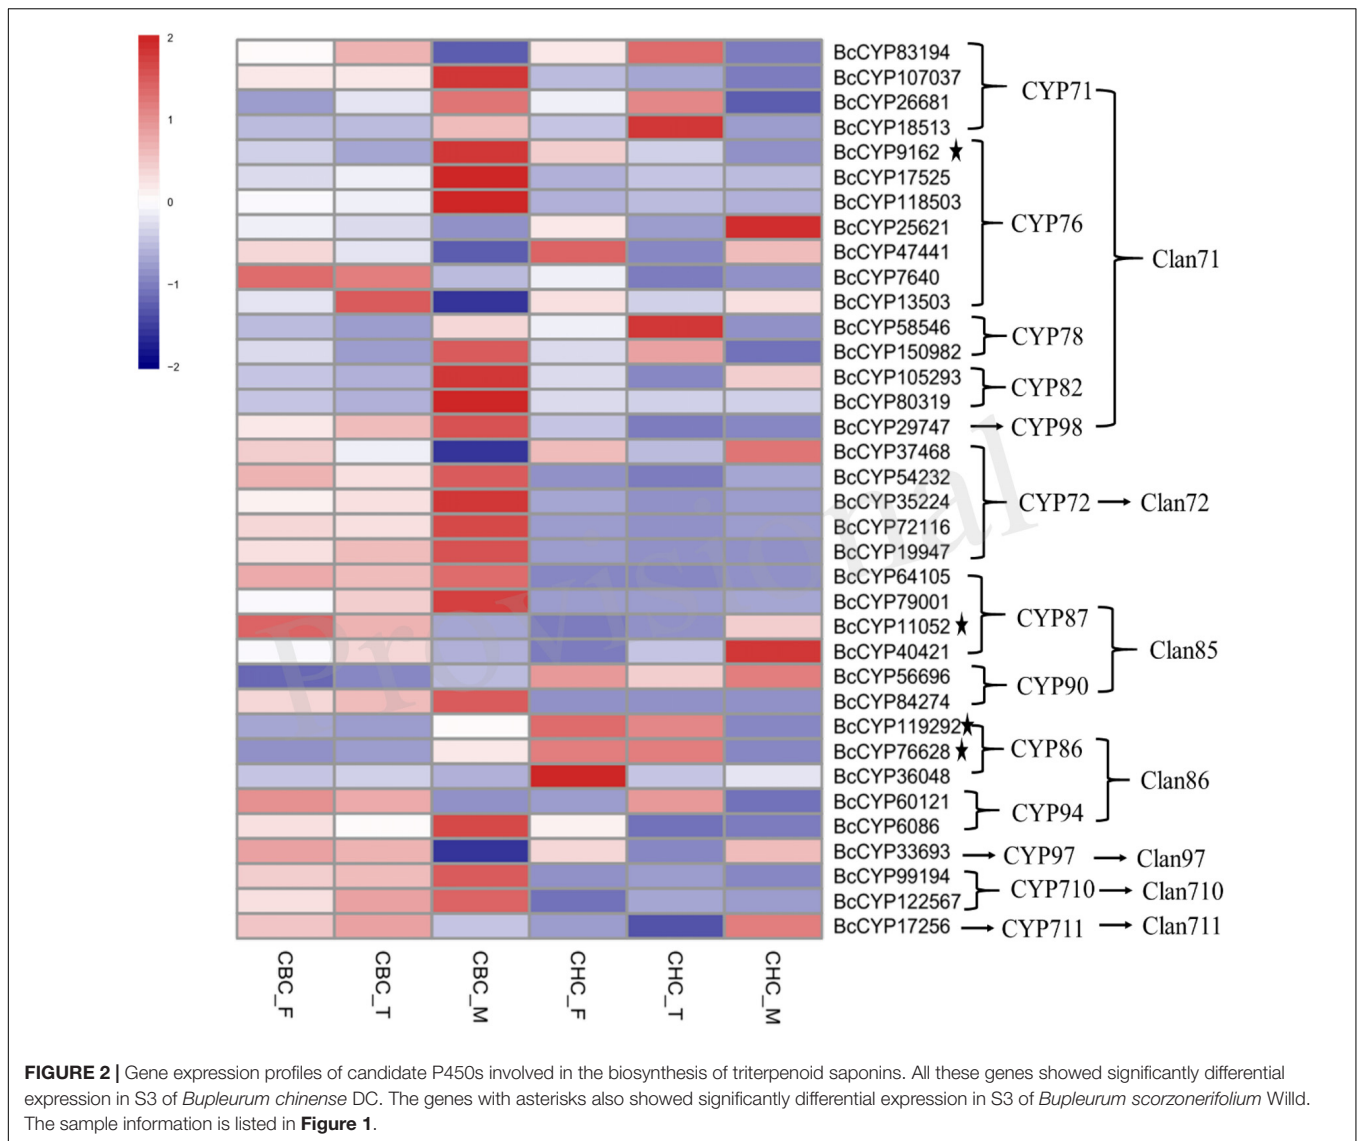 2
1
0
−1
−2
BcCYP83194
BcCYP107037
BcCYP26681
BcCYP18513
BcCYP9162 ★
BcCYP17525
BcCYP118503
BcCYP25621
BcCYP47441
BcCYP7640
BcCYP13503
BcCYP58546
BcCYP150982
BcCYP105293
BcCYP80319
BcCYP29747
BcCYP37468
BcCYP54232
BcCYP35224
BcCYP72116
BcCYP19947
BcCYP64105
BcCYP79001
BcCYP11052 ★
BcCYP40421
BcCYP56696
BcCYP84274
BcCYP119292★
BcCYP76628 ★
BcCYP36048
BcCYP60121
BcCYP6086
BcCYP33693
BcCYP99194
BcCYP122567
BcCYP17256
CYP71
CYP76
CYP78
CYP82
CYP98
CYP72
CYP87
CYP90
CYP86
CYP94
CYP97
CYP710
CYP711
Clan71
Clan72
Clan85
Clan86
Clan97
Clan710
Clan711
CBC_F
CBC_T
CBC_M
CHC_F
CHC_T
CHC_M
Provisional
FIGURE 2 | Gene expression profiles of candidate P450s involved in the biosynthesis of triterpenoid saponins. All these genes showed significantly differential
expression in S3 of Bupleurum chinense DC. The genes with asterisks also showed significantly differential expression in S3 of Bupleurum scorzonerifolium Willd.
The sample information is listed in Figure 1.